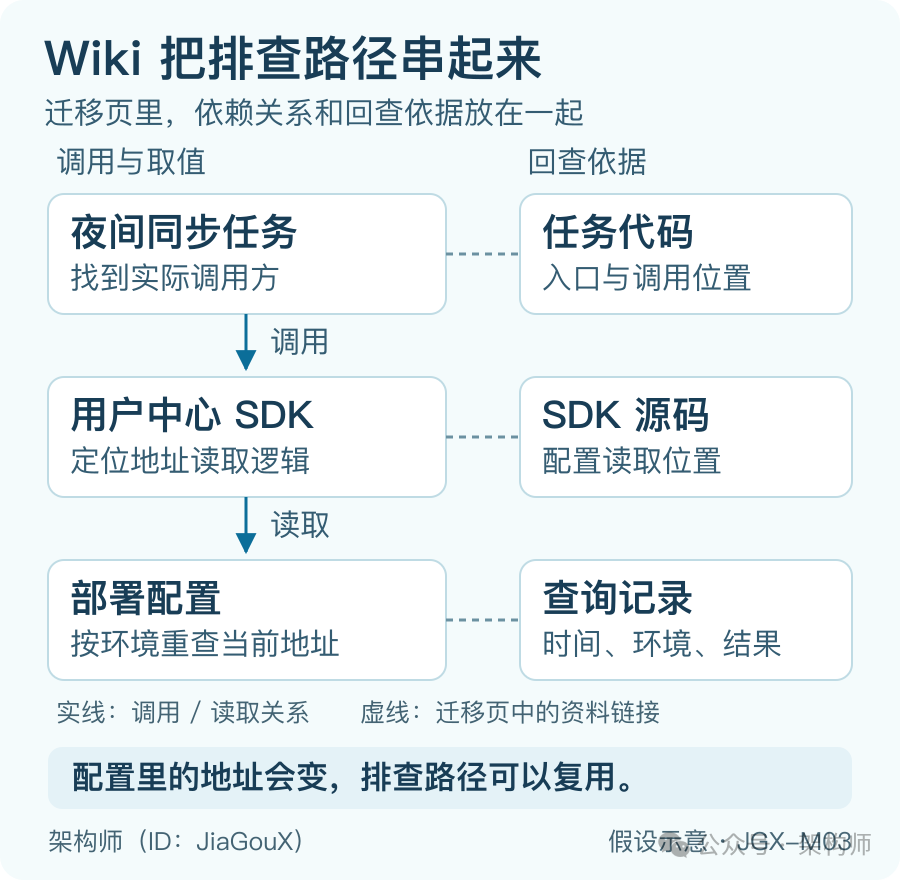 Wiki 把排查路径串起来
迁移页里，依赖关系和回查依据放在一起
调用与取值
回查依据
夜间同步任务
找到实际调用方
任务代码
入口与调用位置
调用
用户中心 SDK
定位地址读取逻辑
SDK 源码
配置读取位置
读取
部署配置
按环境重查当前地址
查询记录
时间、环境、结果
实线：调用 / 读取关系
虚线：迁移页中的资料链接
配置里的地址会变，排查路径可以复用。
架构师（ID：JiaGouX）
假设示意 · JGX-M03
公众号 · 架构师